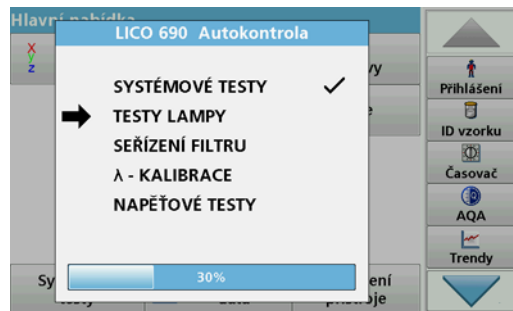 Hlavní nabídka
LICO 690 Autokontrola
X
y
z
SYSTÉMOVÉ TESTY
TESTY LAMPY
SEŘÍZENÍ FILTRU
λ - KALIBRACE
NAPĚŤOVÉ TESTY
30%
Přihlášení
ID vzorku
Časovač
AQA
Trendy